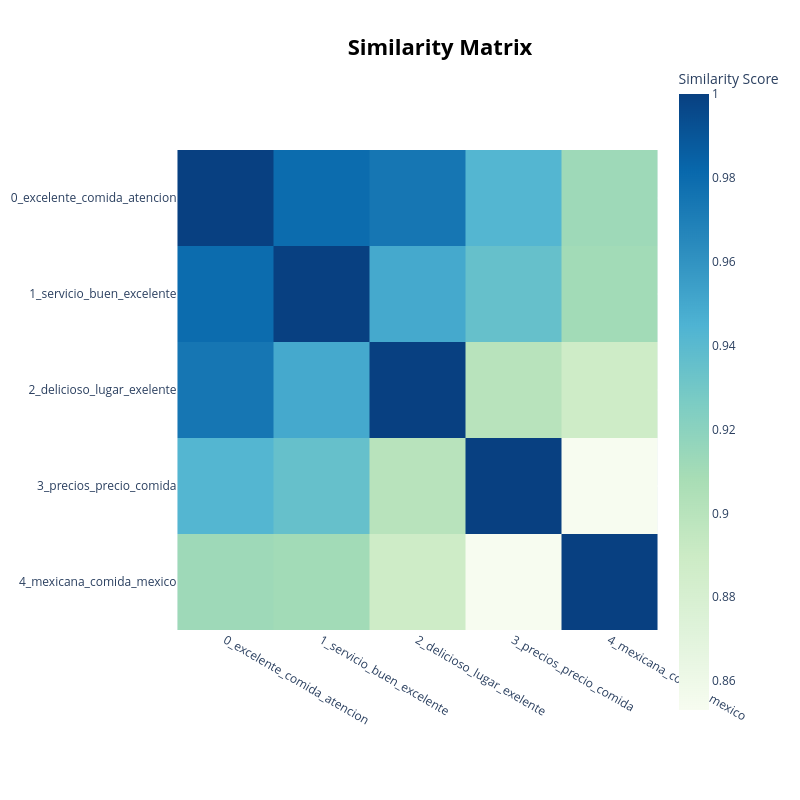 Similarity Matrix
Similarity Score
1
0.98
0.96
0.94
0.92
0.9
0.88
0.86
0_excelente_comida_atencion
1_servicio_buen_excelente
2_delicioso_lugar_exelente
3_precios_precio_comida
4_mexicana_comida_mexico
0_excelente_comida_atencion
1_servicio_buen_excelente
2_delicioso_lugar_exelente
3_precios_precio_comida
4_mexicana_co mexico